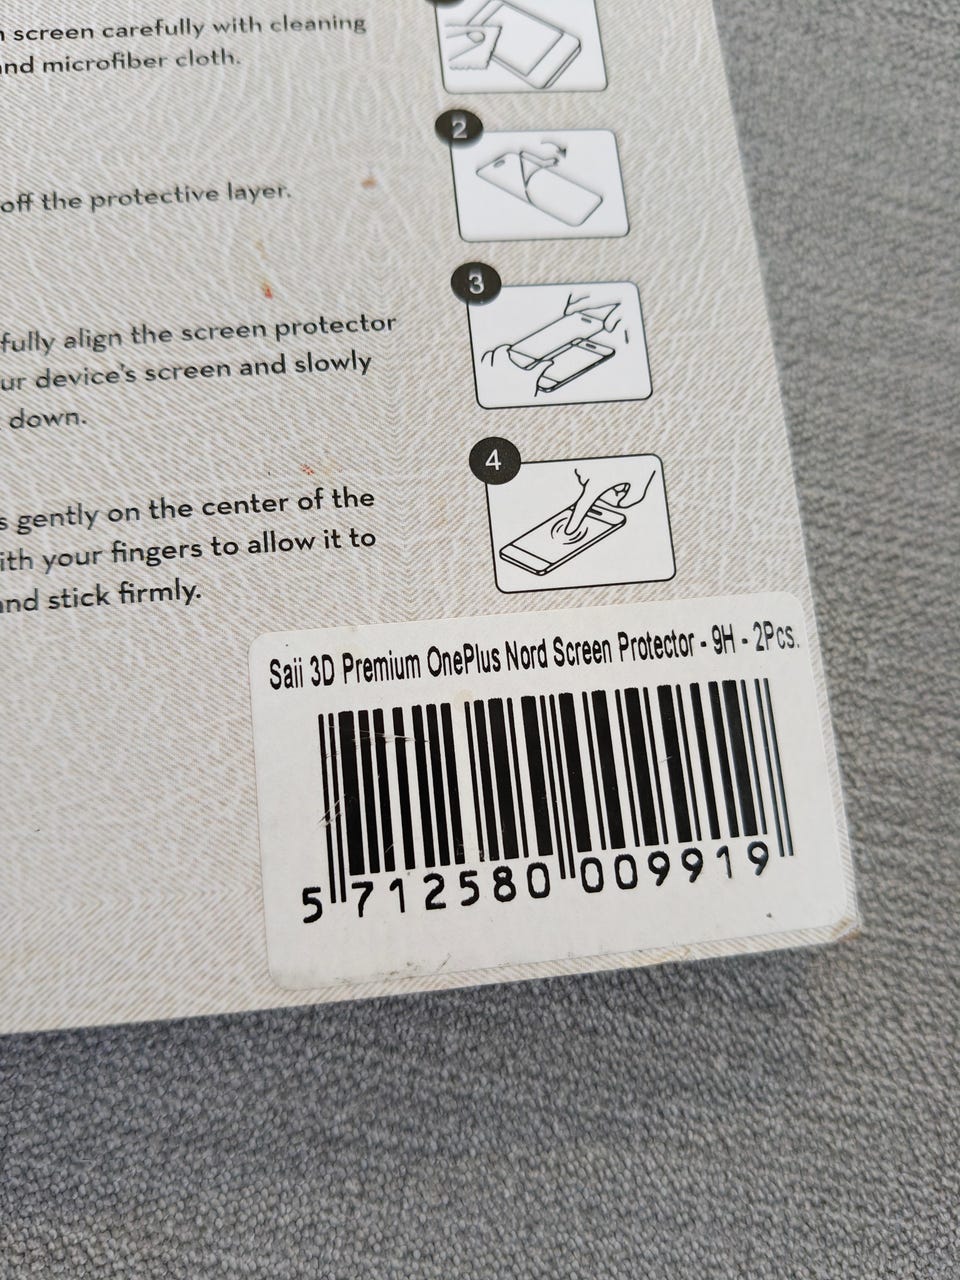 screen carefully with cleaning
and microfiber cloth.
2
off the protective layer.
3
fully align the screen protector
ur device's screen and slowly
down.
4
s gently on the center of the
ith your fingers to allow it to
and stick firmly.
Saii 3D Premium OnePlus Nord Screen Protector - 9H - 2Pcs.
5 712580 009919